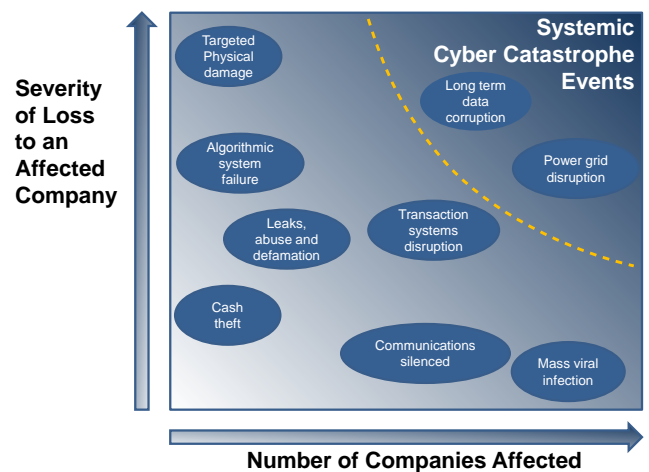 Systemic
Cyber Catastrophe
Events
Severity
of Loss
to an
Affected
Company
Targeted
Physical
damage
Long term
data
corruption
Algorithmic
system
failure
Power grid
disruption
Leaks,
abuse and
defamation
Transaction
systems
disruption
Cash
theft
Communications
silenced
Mass viral
infection
Number of Companies Affected